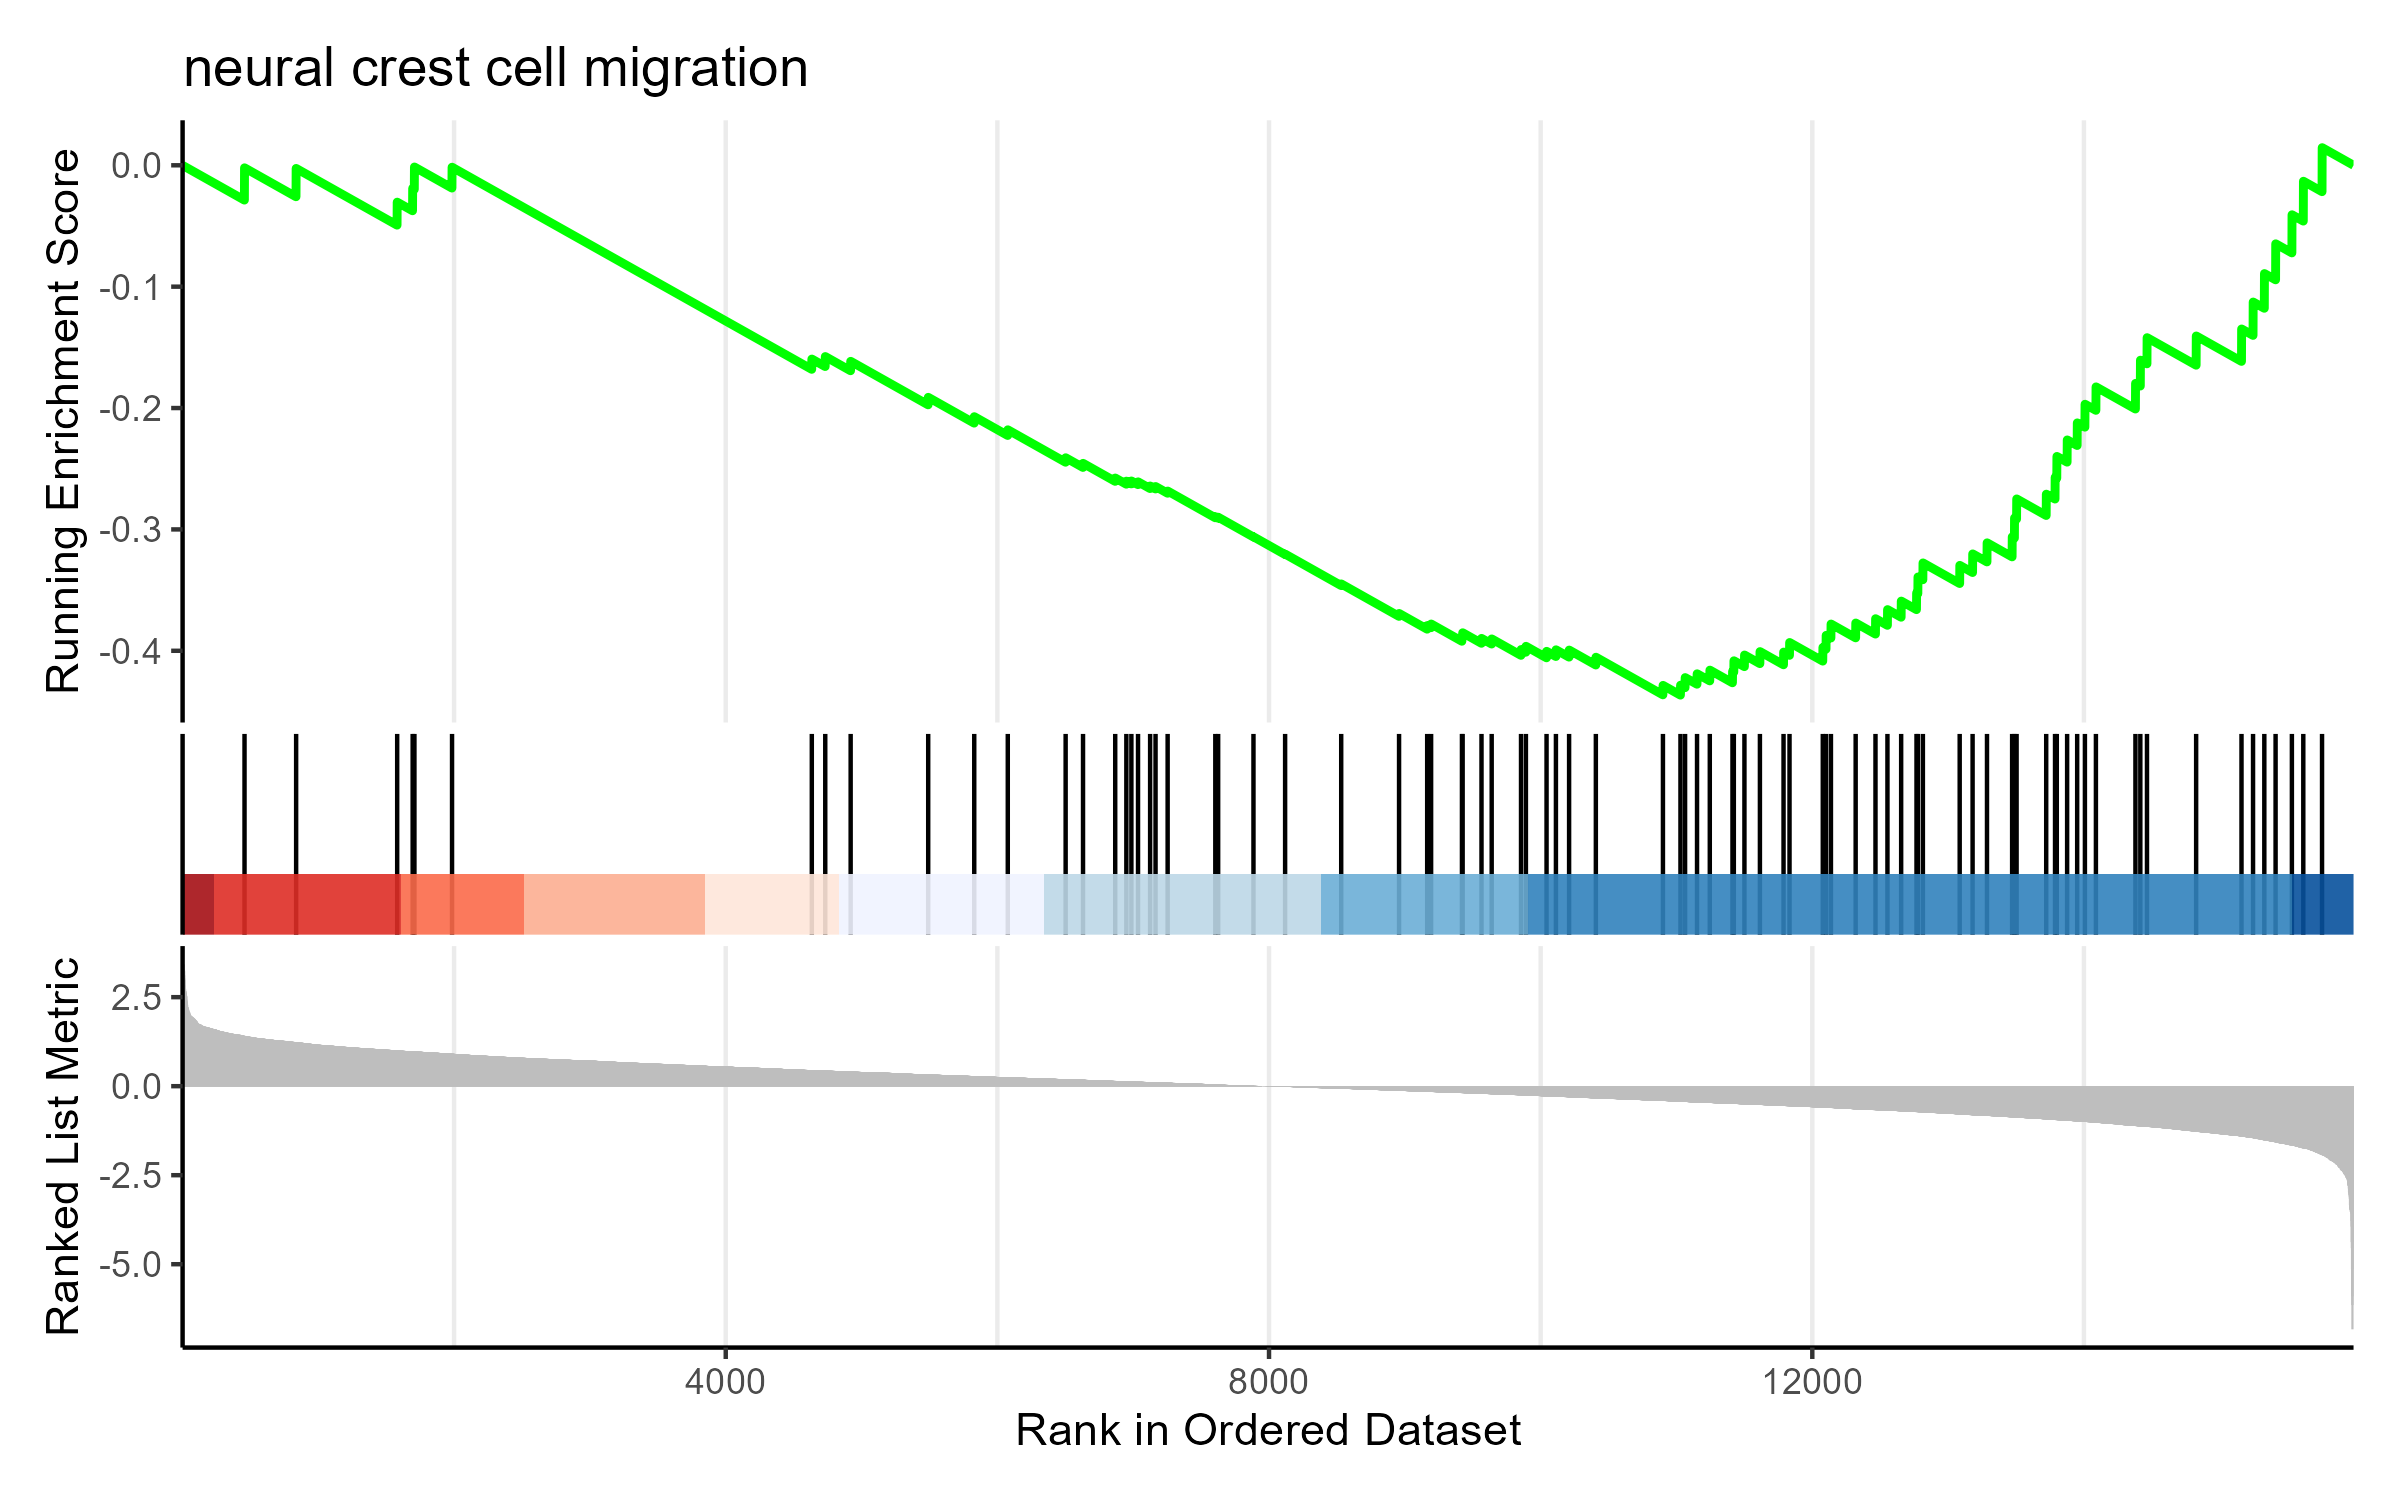 neural crest cell migration
Running Enrichment Score
0.0
-0.1
-0.2
-0.3
-0.4
Ranked List Metric
2.5
0.0
-2.5
-5.0
4000 8000 12000
Rank in Ordered Dataset